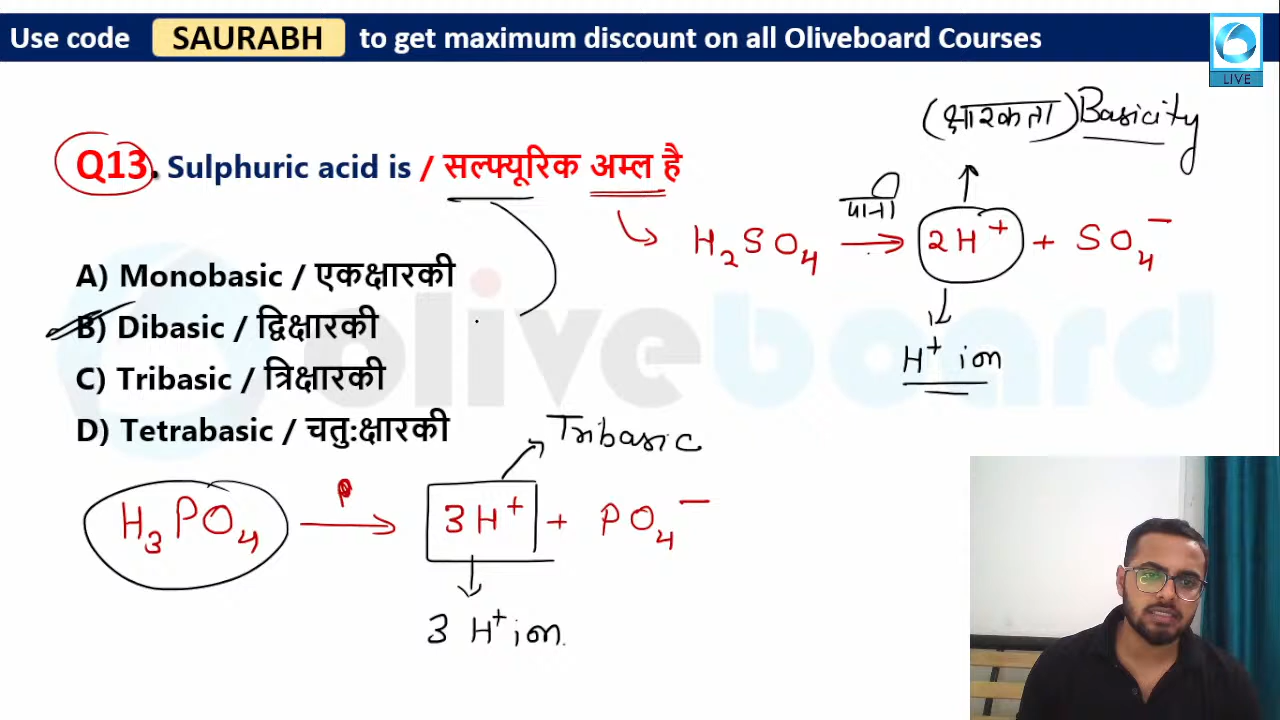 Use code SAURABH to get maximum discount on all Oliveboard Courses
LIVE
(क्षारकता) Basicity
Q13. Sulphuric acid is / सल्फ्यूरिक अम्ल है
पानी
H₂SO₄ → 2H⁺ + SO₄⁻
A) Monobasic / एकक्षारकी
B) Dibasic / द्विक्षारकी
oliveboard
H⁺ ion
C) Tribasic / त्रिक्षारकी
D) Tetrabasic / चतु:क्षारकी
Tribasic
H₃PO₄ → 3H⁺ + PO₄⁻
3 H⁺ ion.